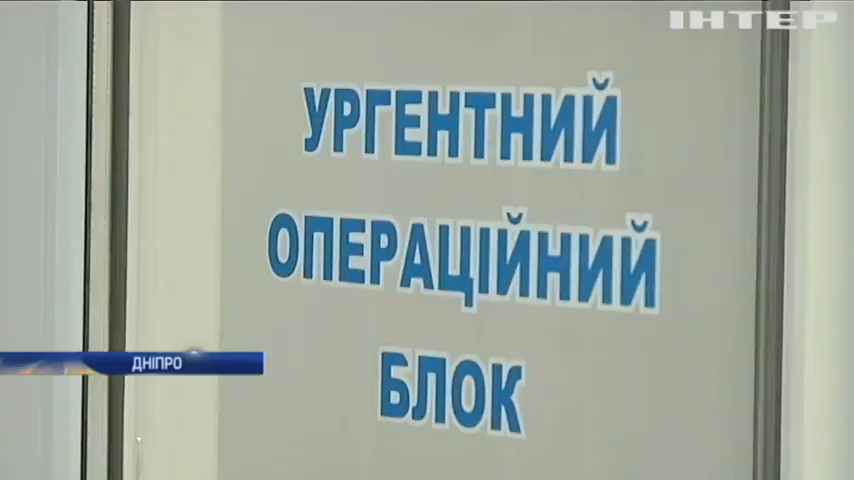 ІНТЕР
УРГЕНТНИЙ
ОПЕРАЦІЙНИЙ
БЛОК
ДНІПРО